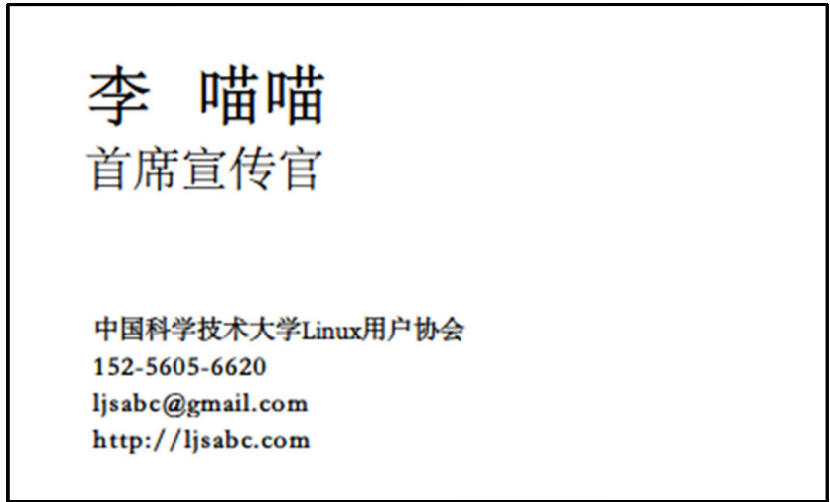 李 喵喵
首席宣传官
中国科学技术大学Linux用户协会
152-5605-6620
ljsabc@gmail.com
http://ljsabc.com